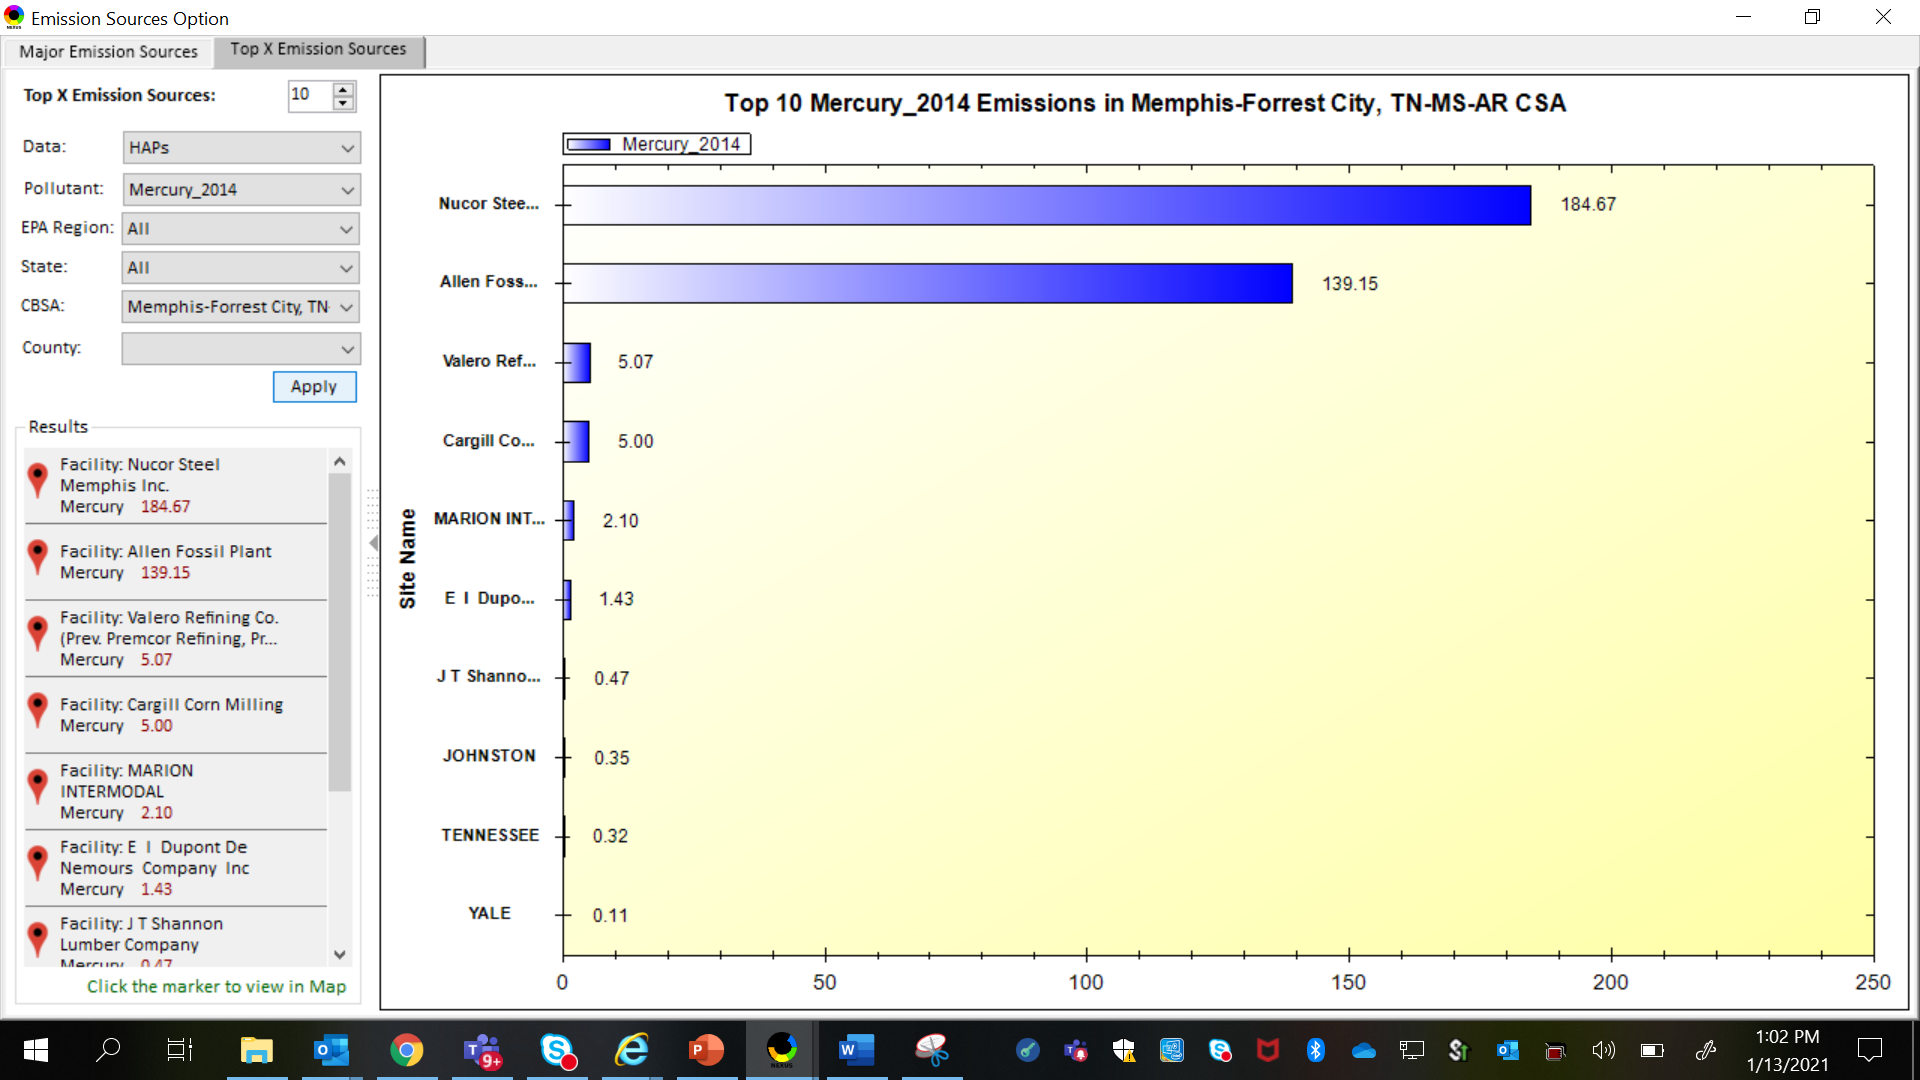 Emission Sources Option
Major Emission Sources
Top X Emission Sources
Top X Emission Sources:
10
Data:
HAPs
Pollutant:
Mercury_2014
EPA Region:
All
State:
All
CBSA:
Memphis-Forrest City, TN-
County:
Apply
Results
Facility: Nucor Steel
Memphis Inc.
Mercury 184.67
Facility: Allen Fossil Plant
Mercury 139.15
Facility: Valero Refining Co.
(Prev. Premcor Refining, Pr...
Mercury 5.07
Facility: Cargill Corn Milling
Mercury 5.00
Facility: MARION
INTERMODAL
Mercury 2.10
Facility: E I Dupont De
Nemours Company Inc
Mercury 1.43
Facility: J T Shannon
Lumber Company
Mercury 0.47
Click the marker to view in Map
Top 10 Mercury_2014 Emissions in Memphis-Forrest City, TN-MS-AR CSA
Mercury_2014
Site Name
Nucor Stee...
184.67
Allen Foss...
139.15
Valero Ref...
5.07
Cargill Co...
5.00
MARION INT...
2.10
E I Dupo...
1.43
J T Shanno...
0.47
JOHNSTON
0.35
TENNESSEE
0.32
YALE
0.11
0 50 100 150 200 250
9+
NEXUS
1:02 PM
1/13/2021